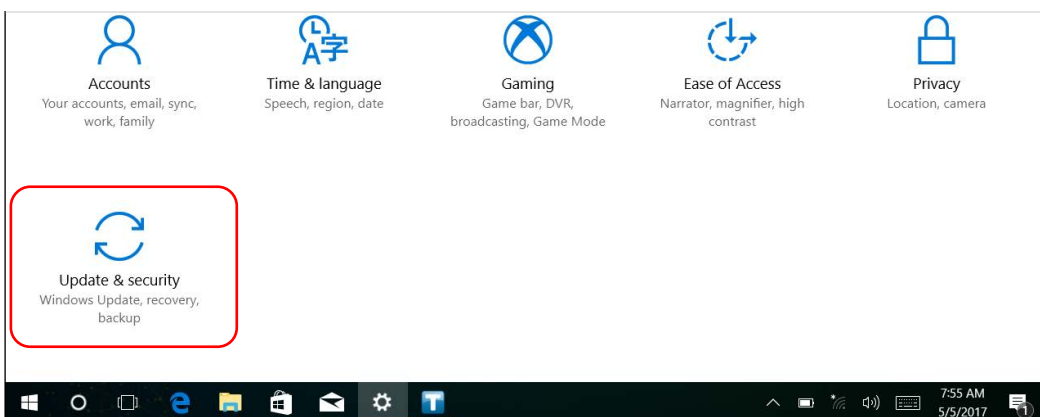 Accounts
Your accounts, email, sync,
work, family
Time & language
Speech, region, date
Gaming
Game bar, DVR,
broadcasting, Game Mode
Ease of Access
Narrator, magnifier, high
contrast
Privacy
Location, camera
Update & security
Windows Update, recovery,
backup
7:55 AM
5/5/2017
1